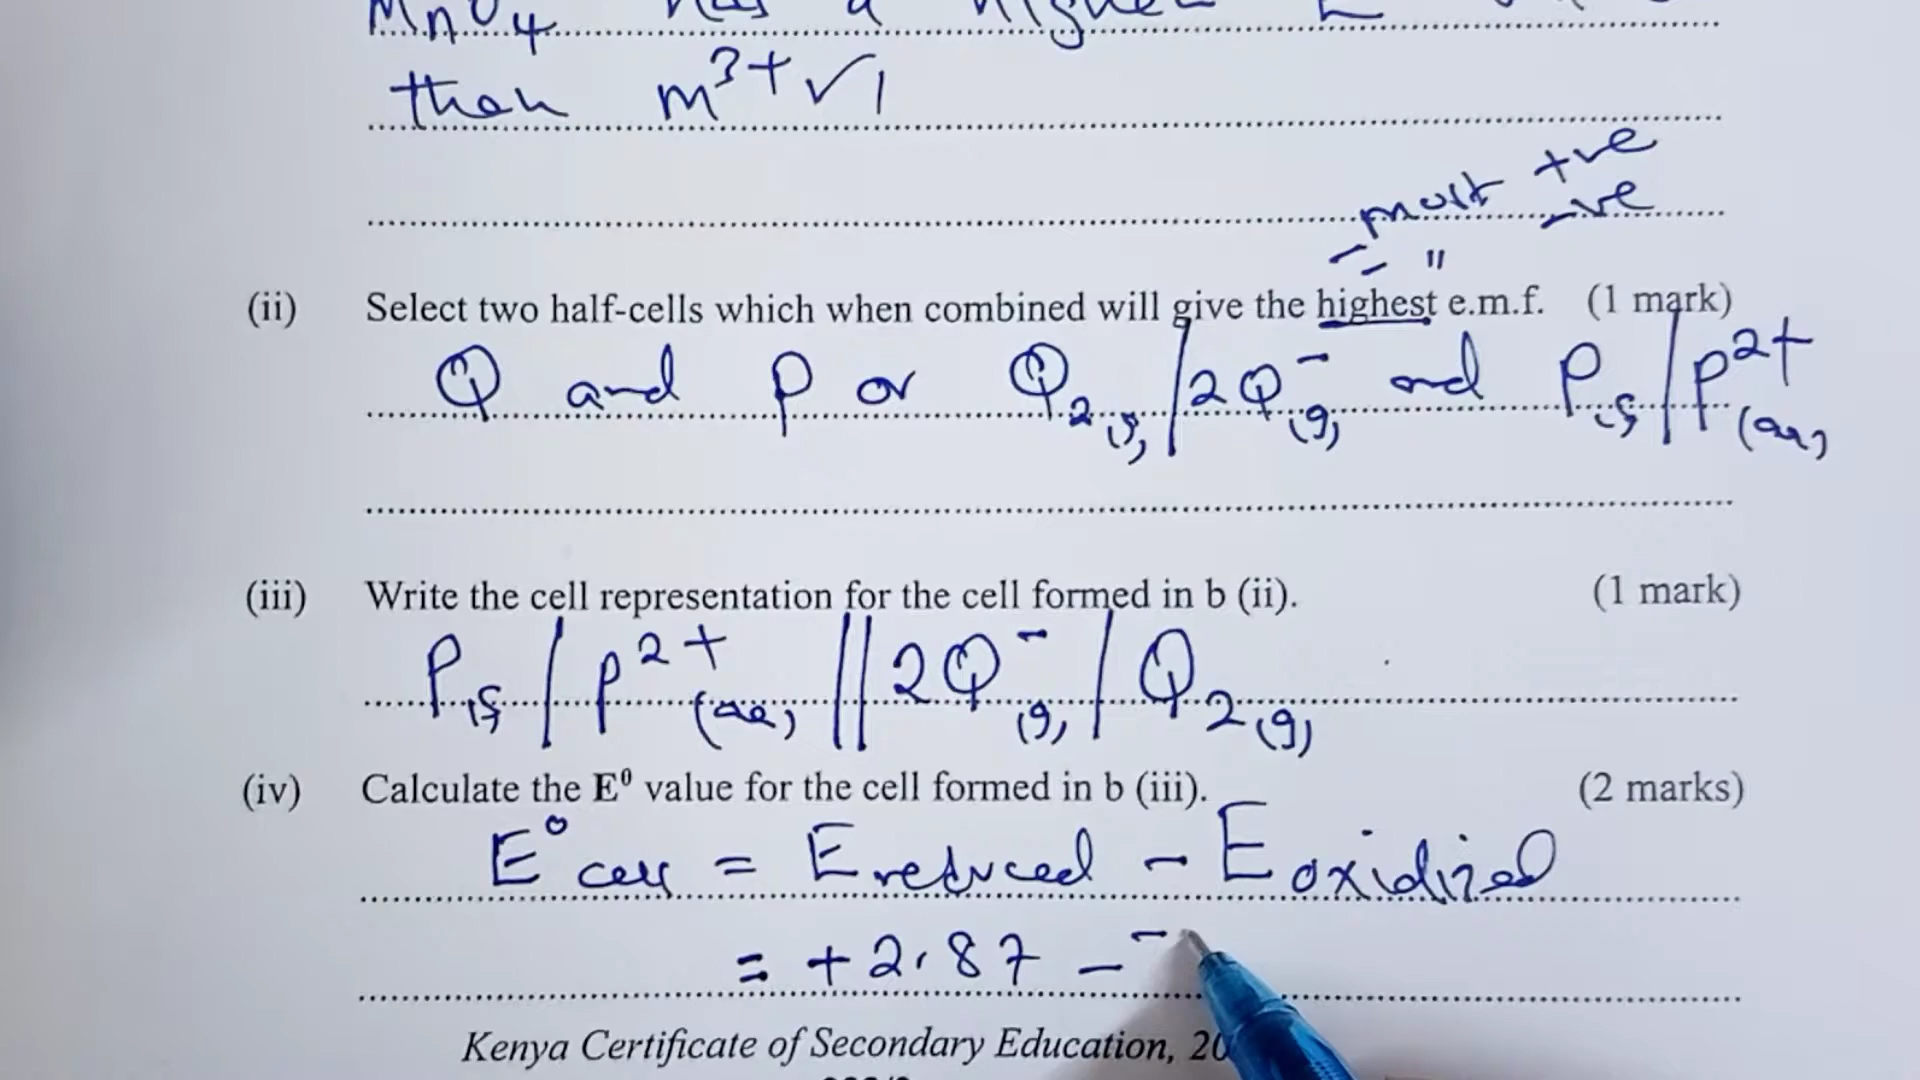 MnO4 has a higher E
than m³⁺ √1
- most +ve
- " -ve
(ii) Select two half-cells which when combined will give the highest e.m.f. (1 mark)
Q and P or Q₂(g)/2Q⁻(g) and P(s)/P²⁺(aq)
(iii) Write the cell representation for the cell formed in b (ii). (1 mark)
P(s)/P²⁺(aq)//2Q⁻(g)/Q₂(g)
(iv) Calculate the E⁰ value for the cell formed in b (iii). (2 marks)
E° cell = E reduced - E oxidized
= +2.87 - -
Kenya Certificate of Secondary Education, 20